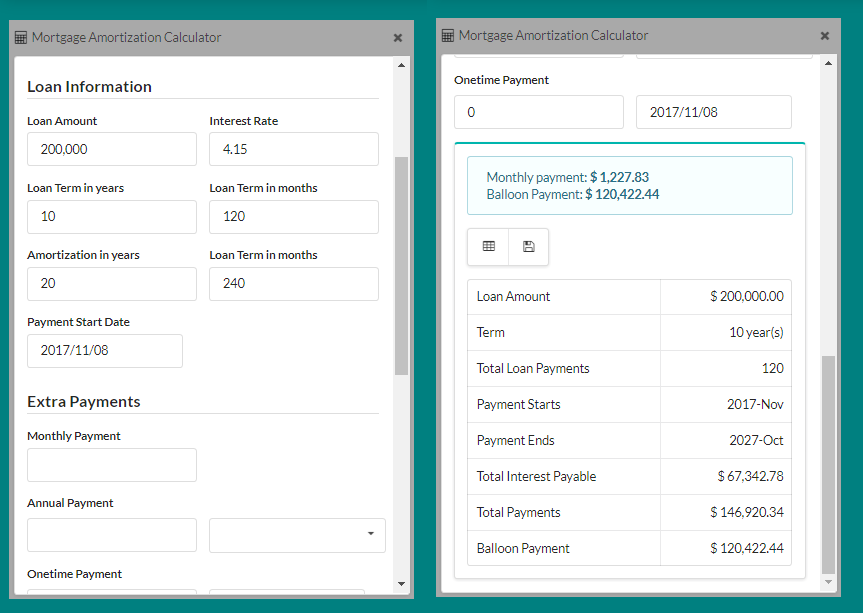 Mortgage Amortization Calculator
Loan Information
Loan Amount Interest Rate
200,000 4.15
Loan Term in years Loan Term in months
10 120
Amortization in years Loan Term in months
20 240
Payment Start Date
2017/11/08
Extra Payments
Monthly Payment
Annual Payment
Onetime Payment
Mortgage Amortization Calculator
Onetime Payment
0 2017/11/08
Monthly payment: $ 1,227.83
Balloon Payment: $ 120,422.44
Loan Amount $ 200,000.00
Term 10 year(s)
Total Loan Payments 120
Payment Starts 2017-Nov
Payment Ends 2027-Oct
Total Interest Payable $ 67,342.78
Total Payments $ 146,920.34
Balloon Payment $ 120,422.44